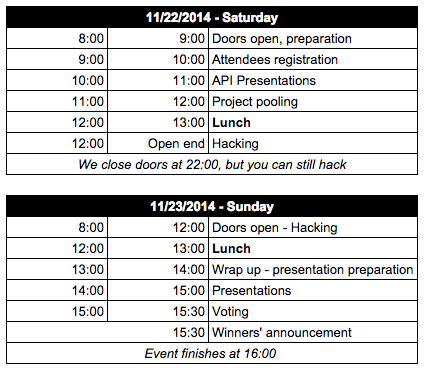 11/22/2014 - Saturday
8:00 9:00 Doors open, preparation
9:00 10:00 Attendees registration
10:00 11:00 API Presentations
11:00 12:00 Project pooling
12:00 13:00 Lunch
12:00 Open end Hacking
We close doors at 22:00, but you can still hack
11/23/2014 - Sunday
8:00 12:00 Doors open - Hacking
12:00 13:00 Lunch
13:00 14:00 Wrap up - presentation preparation
14:00 15:00 Presentations
15:00 15:30 Voting
15:30 Winners' announcement
Event finishes at 16:00